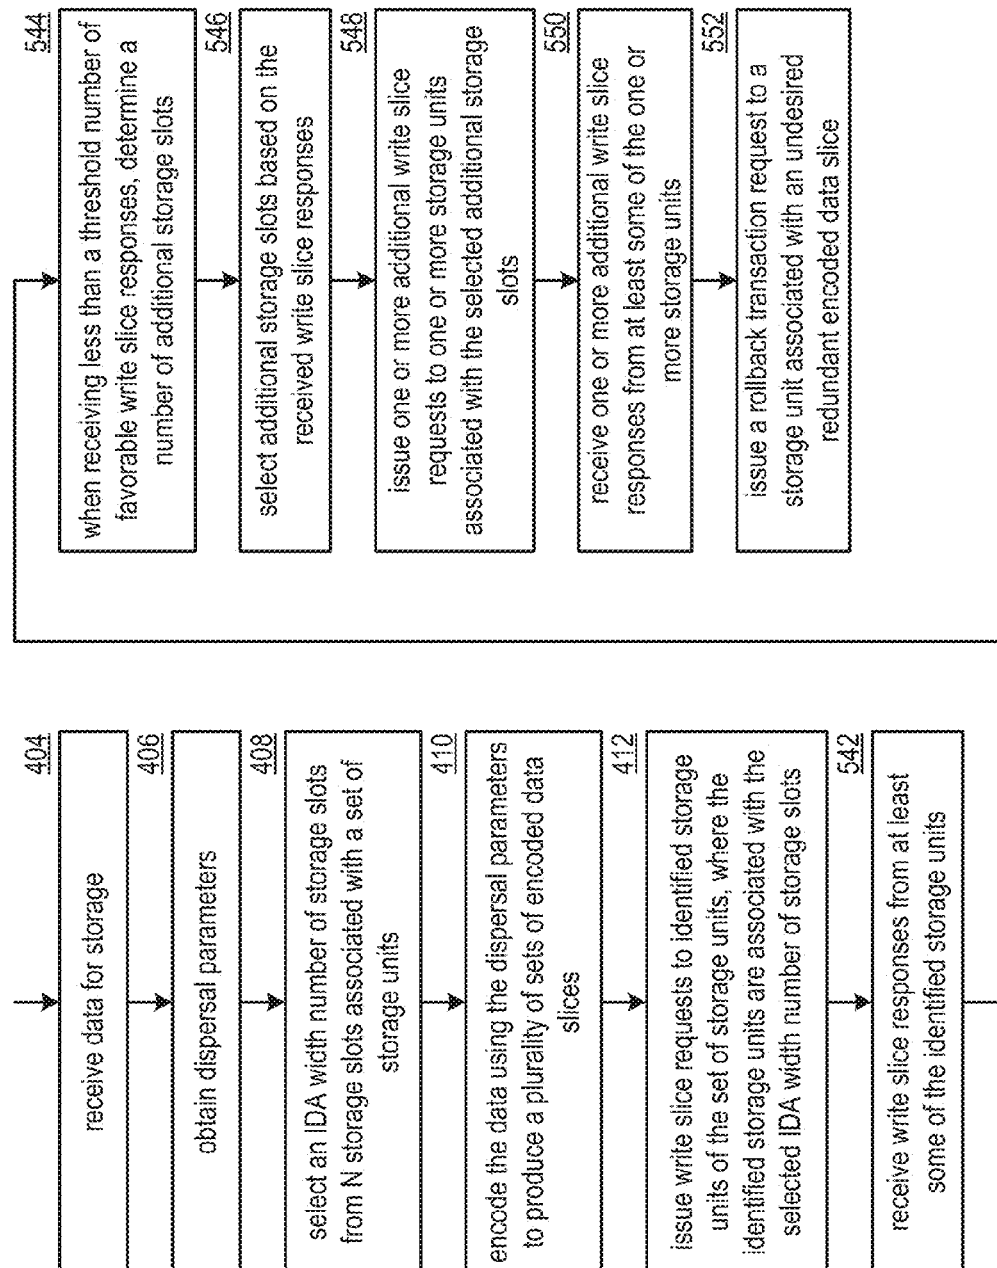 404
receive data for storage
406
obtain dispersal parameters
408
select an IDA width number of storage slots
from N storage slots associated with a set of
storage units
410
encode the data using the dispersal parameters
to produce a plurality of sets of encoded data
slices
412
issue write slice requests to identified storage
units of the set of storage units, where the
identified storage units are associated with the
selected IDA width number of storage slots
542
receive write slice responses from at least
some of the identified storage units
544
when receiving less than a threshold number of
favorable write slice responses, determine a
number of additional storage slots
546
select additional storage slots based on the
received write slice responses
548
issue one or more additional write slice
requests to one or more storage units
associated with the selected additional storage
slots
550
receive one or more additional write slice
responses from at least some of the one or
more storage units
552
issue a rollback transaction request to a
storage unit associated with an undesired
redundant encoded data slice